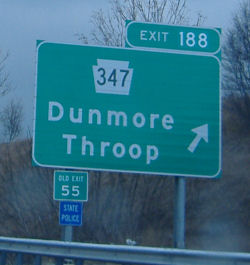 EXIT 188
347
Dunmore
Throop
OLD EXIT
55
STATE
POLICE